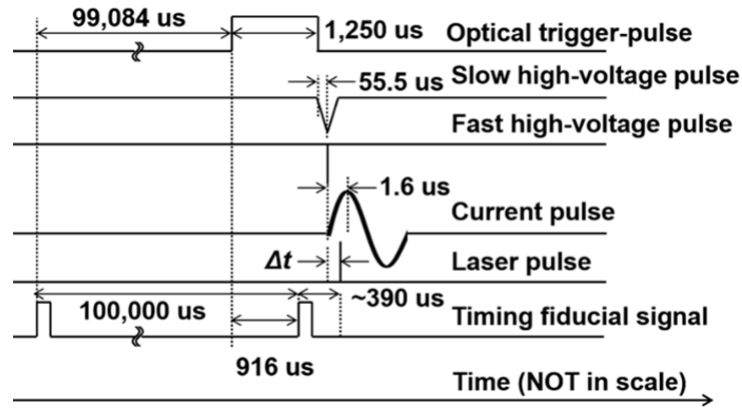 99,084 us
1,250 us Optical trigger-pulse
55.5 us Slow high-voltage pulse
Fast high-voltage pulse
1.6 us
Current pulse
Δt Laser pulse
~390 us
100,000 us Timing fiducial signal
916 us
Time (NOT in scale)